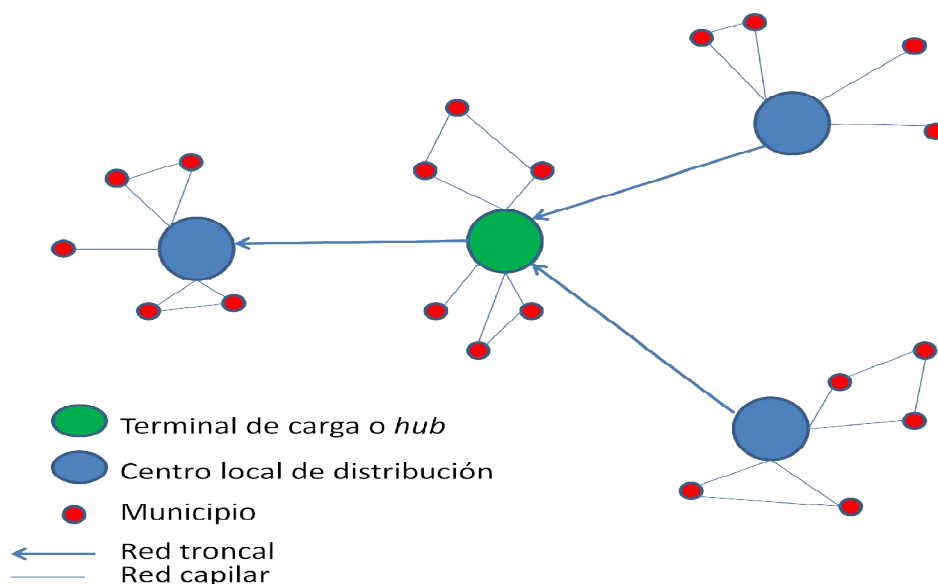 Terminal de carga o hub
Centro local de distribución
Municipio
Red troncal
Red capilar